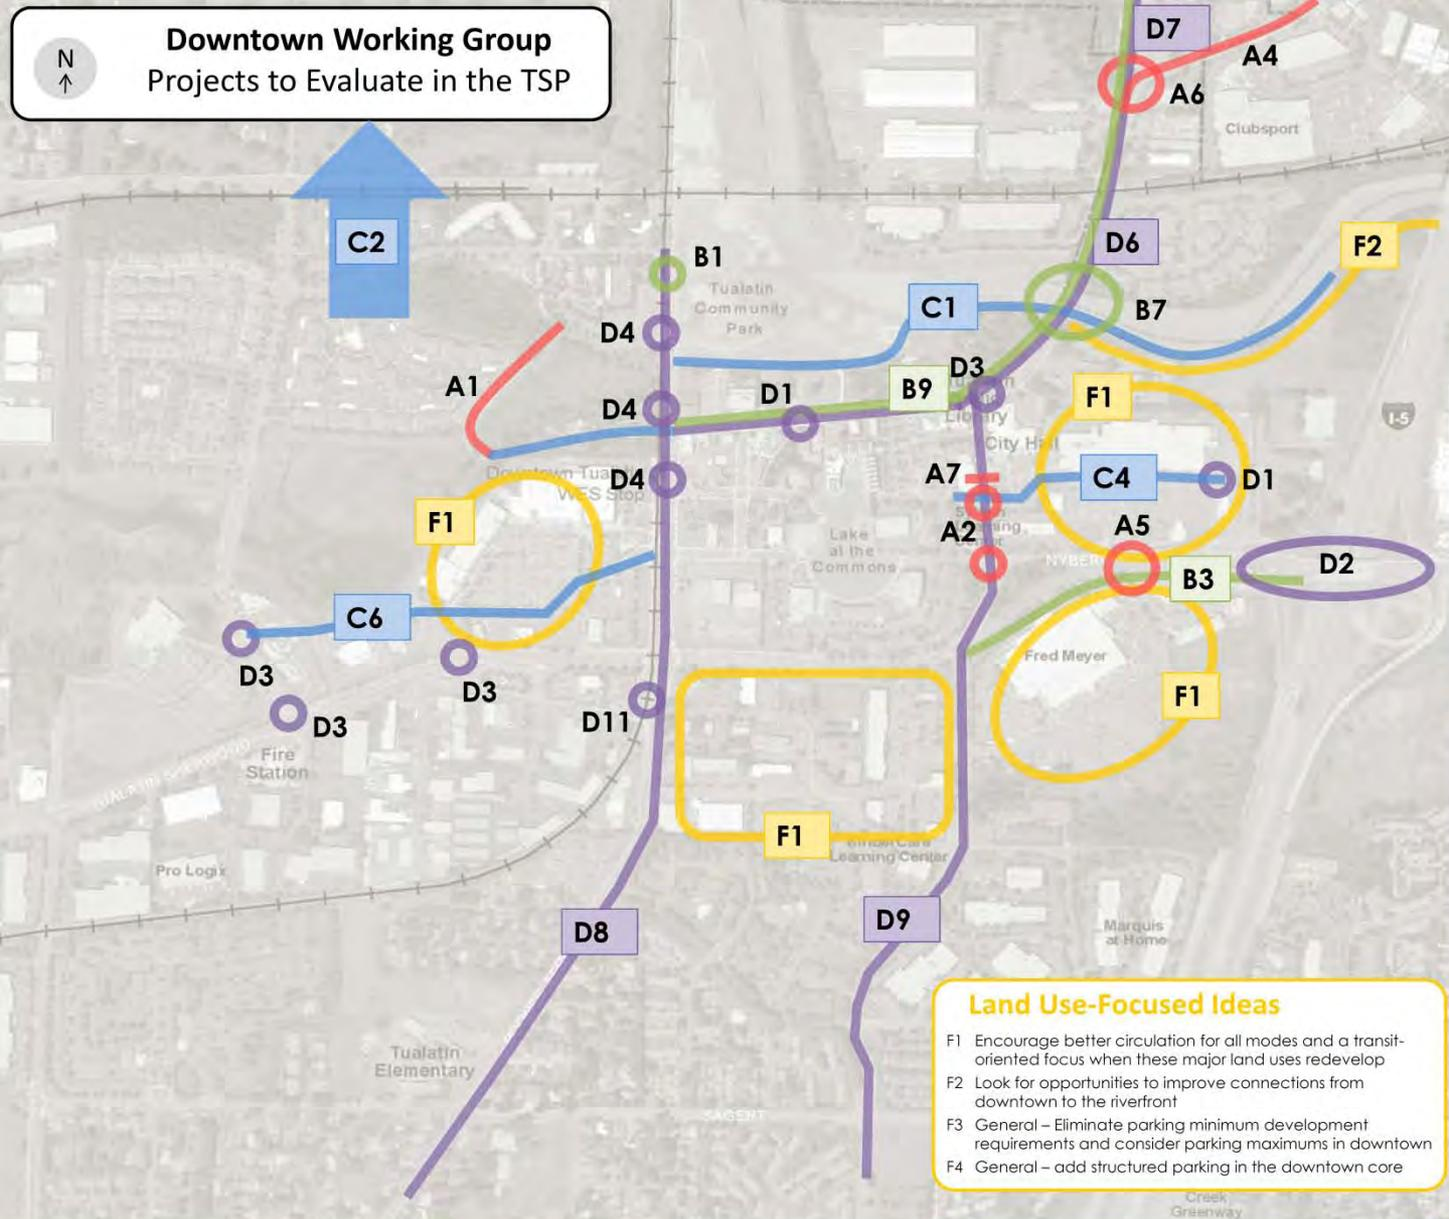 N
Downtown Working Group
Projects to Evaluate in the TSP
D7
A4
A6
Clubsport
C2
D6
F2
B1
Tualatin
Community
Park
C1
B7
D4
D3
A1
D1
B9
F1
I-5
D4
Library
City Hall
Downtown Tualatin
WES Stop
D4
A7
C4
D1
F1
A2
A5
Lake
at the
Commons
B3
D2
C6
Fred Meyer
D3
D3
F1
D3
D11
Fire
Station
F1
Learning Center
Pro Logix
D8
D9
Marquis
at Home
Tualatin
Elementary
SAGERT
Land Use-Focused Ideas
F1 Encourage better circulation for all modes and a transit-
oriented focus when these major land uses redevelop
F2 Look for opportunities to improve connections from
downtown to the riverfront
F3 General – Eliminate parking minimum development
requirements and consider parking maximums in downtown
F4 General – add structured parking in the downtown core
Creek
Greenway